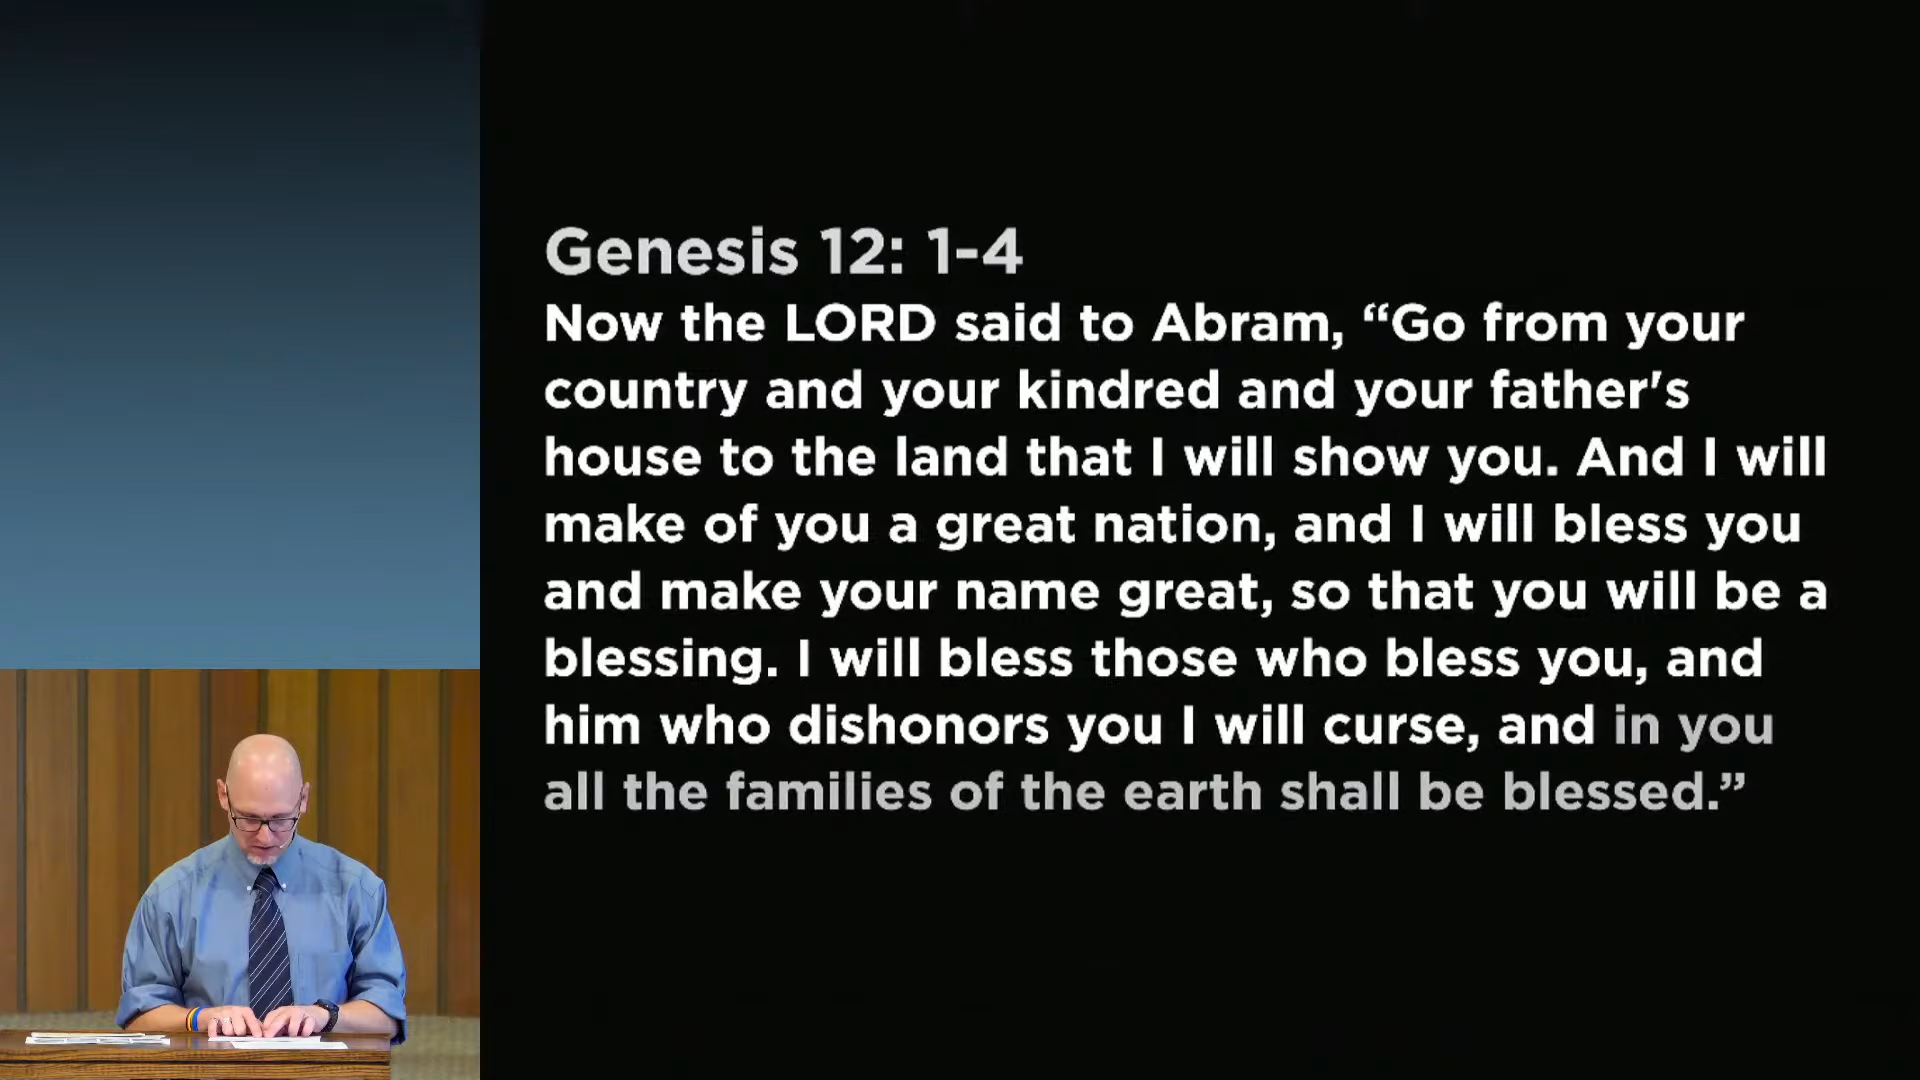 Genesis 12: 1-4
Now the LORD said to Abram, “Go from your
country and your kindred and your father's
house to the land that I will show you. And I will
make of you a great nation, and I will bless you
and make your name great, so that you will be a
blessing. I will bless those who bless you, and
him who dishonors you I will curse, and in you
all the families of the earth shall be blessed.”